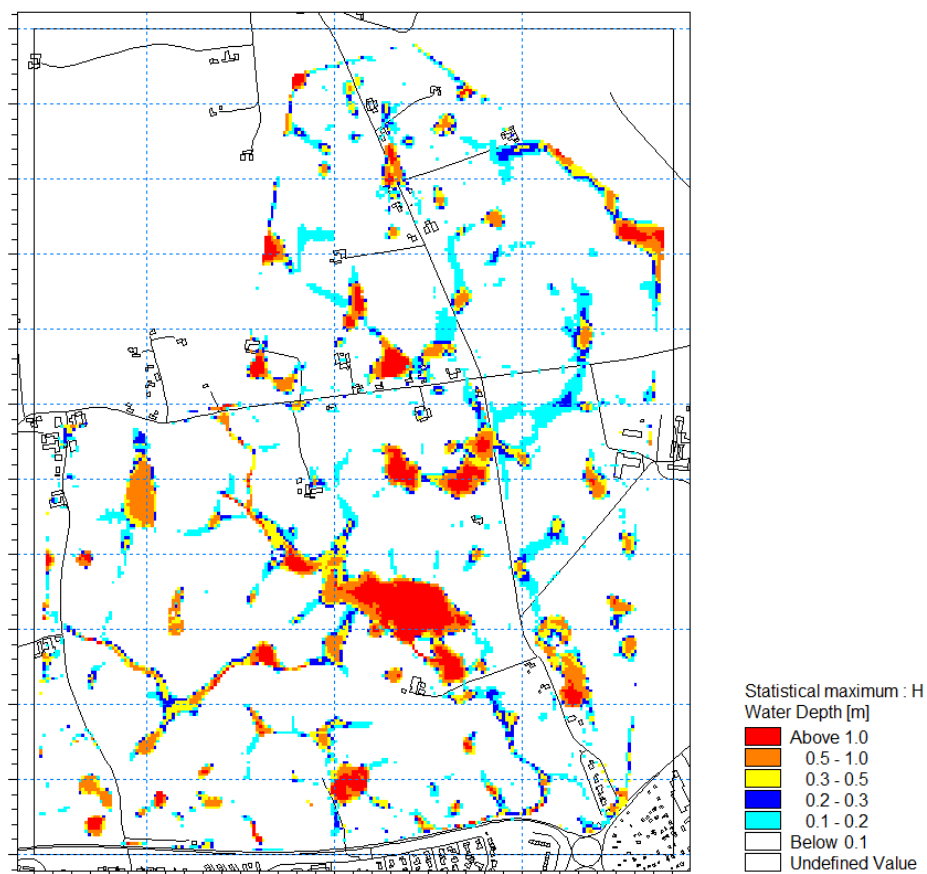 Statistical maximum : H
Water Depth [m]
Above 1.0
0.5 - 1.0
0.3 - 0.5
0.2 - 0.3
0.1 - 0.2
Below 0.1
Undefined Value